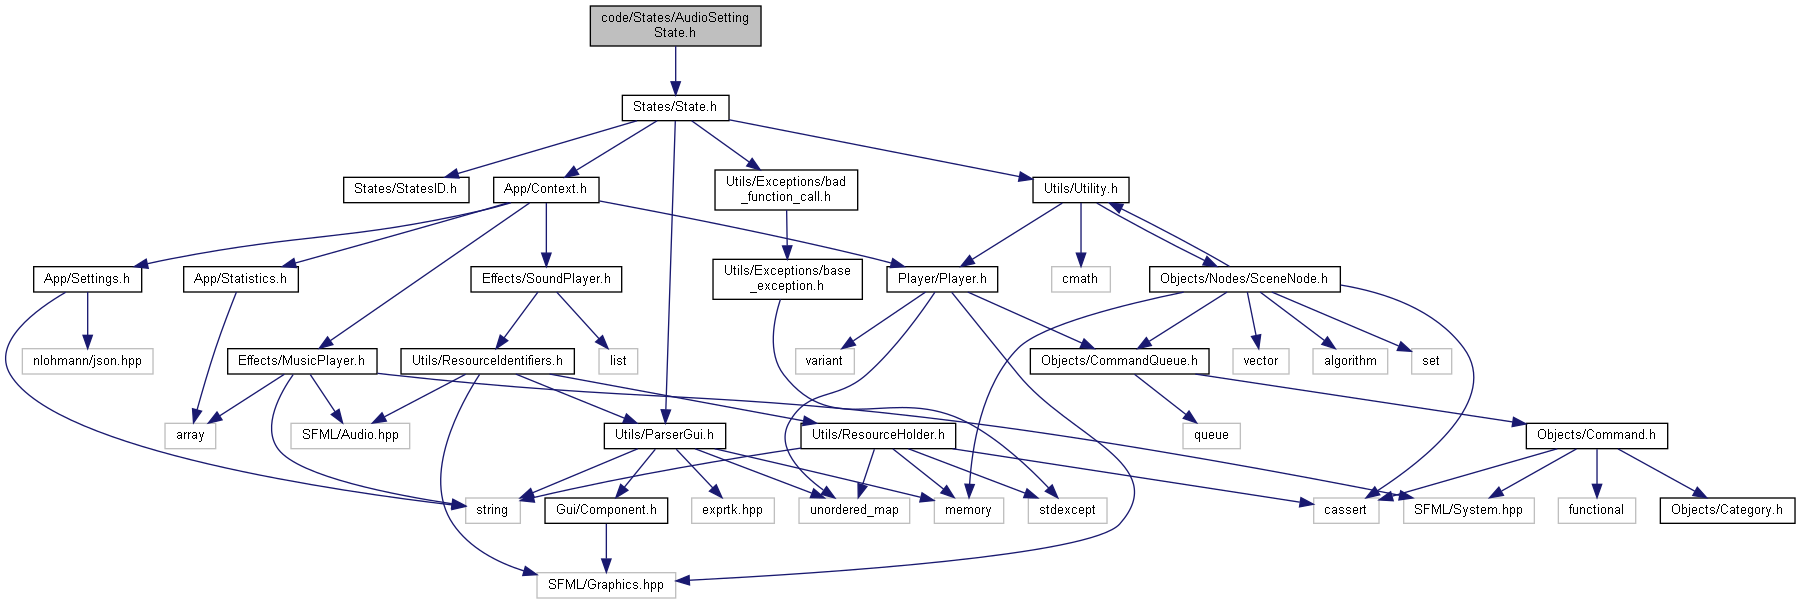 code/States/AudioSetting
State.h
States/State.h
States/StatesID.h
App/Context.h
Utils/Exceptions/bad
_function_call.h
Utils/Utility.h
App/Settings.h
App/Statistics.h
Effects/SoundPlayer.h
Utils/Exceptions/base
_exception.h
Player/Player.h
cmath
Objects/Nodes/SceneNode.h
nlohmann/json.hpp
Effects/MusicPlayer.h
Utils/ResourceIdentifiers.h
list
variant
Objects/CommandQueue.h
vector
algorithm
set
array
SFML/Audio.hpp
Utils/ParserGui.h
Utils/ResourceHolder.h
queue
Objects/Command.h
string
Gui/Component.h
exprtk.hpp
unordered_map
memory
stdexcept
cassert
SFML/System.hpp
functional
Objects/Category.h
SFML/Graphics.hpp